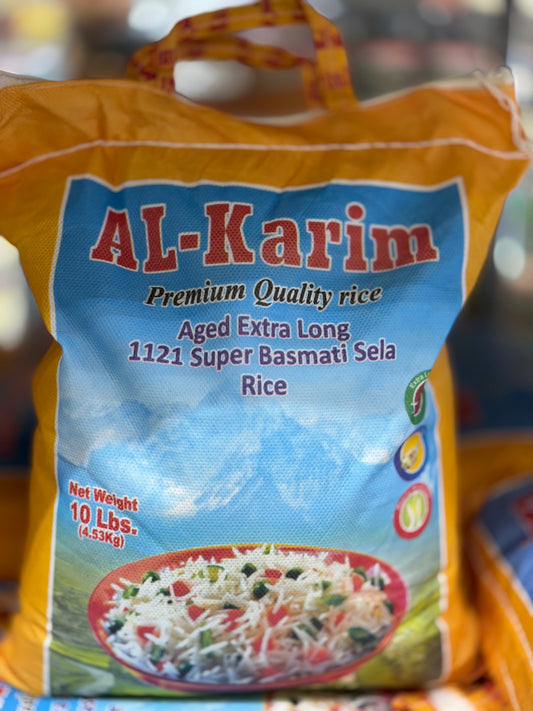 AL-Karim
Premium Quality rice
Aged Extra Long
1121 Super Basmati Sela
Rice
Extra L
Net Weight
10 Lbs.
(4.53Kg)